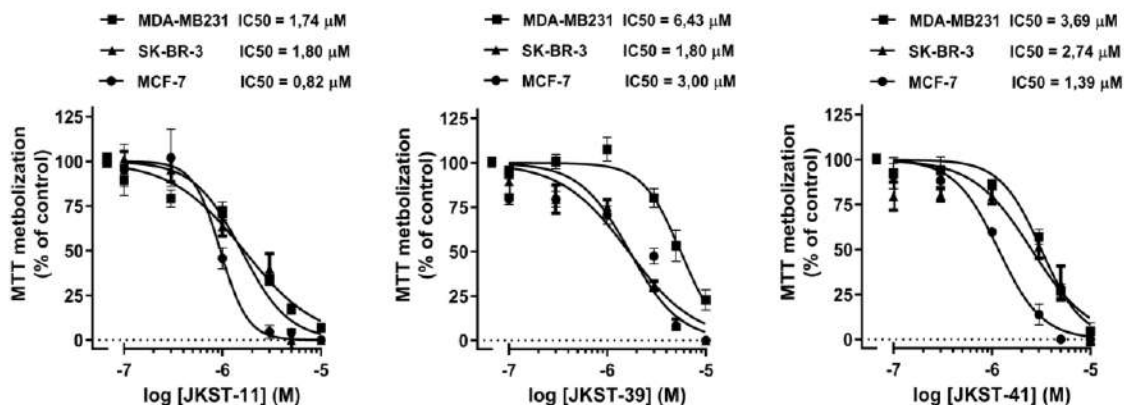 MDA-MB231 IC50 = 1,74 μM
SK-BR-3 IC50 = 1,80 μM
MCF-7 IC50 = 0,82 μM
125
100
75
50
25
0
MTT metbolization
(% of control)
-7
-6
-5
log [JKST-11] (M)
MDA-MB231 IC50 = 6,43 μM
SK-BR-3 IC50 = 1,80 μM
MCF-7 IC50 = 3,00 μM
125
100
75
50
25
0
MTT metbolization
(% of control)
-7
-6
-5
log [JKST-39] (M)
MDA-MB231 IC50 = 3,69 μM
SK-BR-3 IC50 = 2,74 μM
MCF-7 IC50 = 1,39 μM
125
100
75
50
25
0
MTT metbolization
(% of control)
-7
-6
-5
log [JKST-41] (M)